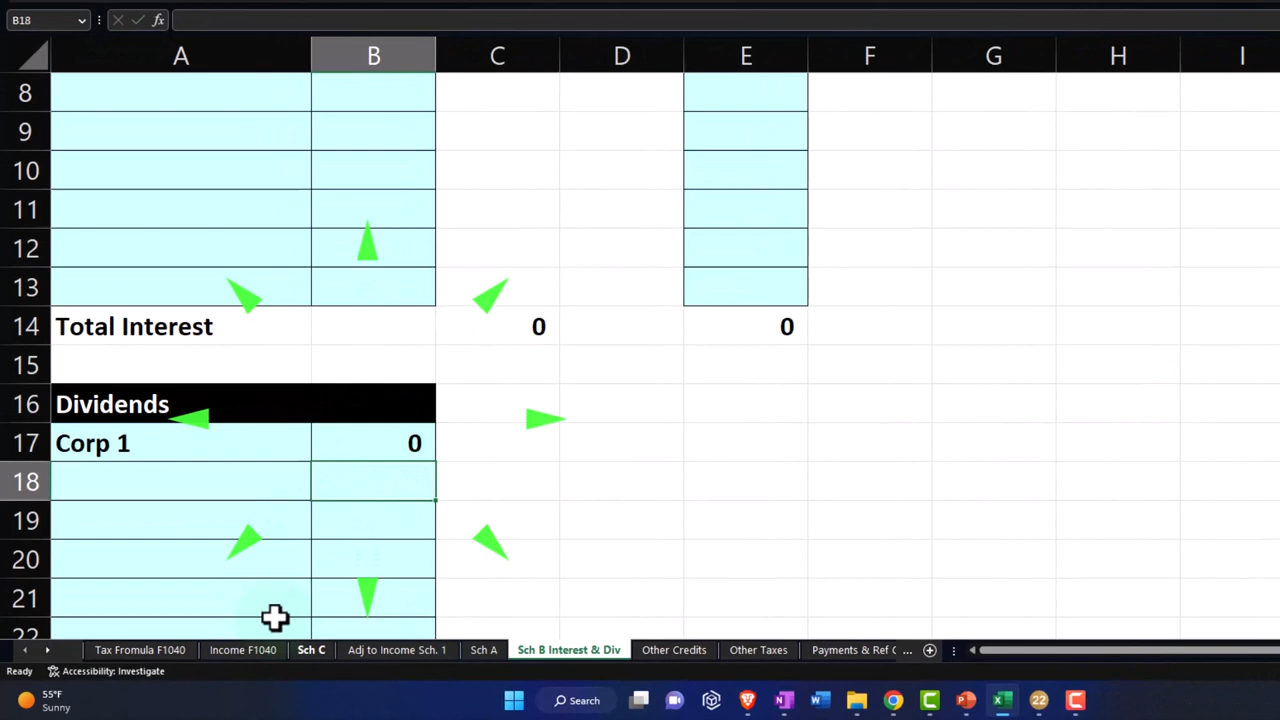 B18
fx
A B C D E F G H I
8
9
10
11
12
13
14 Total Interest 0 0
15
16 Dividends
17 Corp 1 0
18
19
20
21
22
Tax Fromula F1040 Income F1040 Sch C Adj to Income Sch. 1 Sch A Sch B Interest & Div Other Credits Other Taxes Payments & Ref C ...
Ready Accessibility: Investigate
55°F
Sunny
Search
22